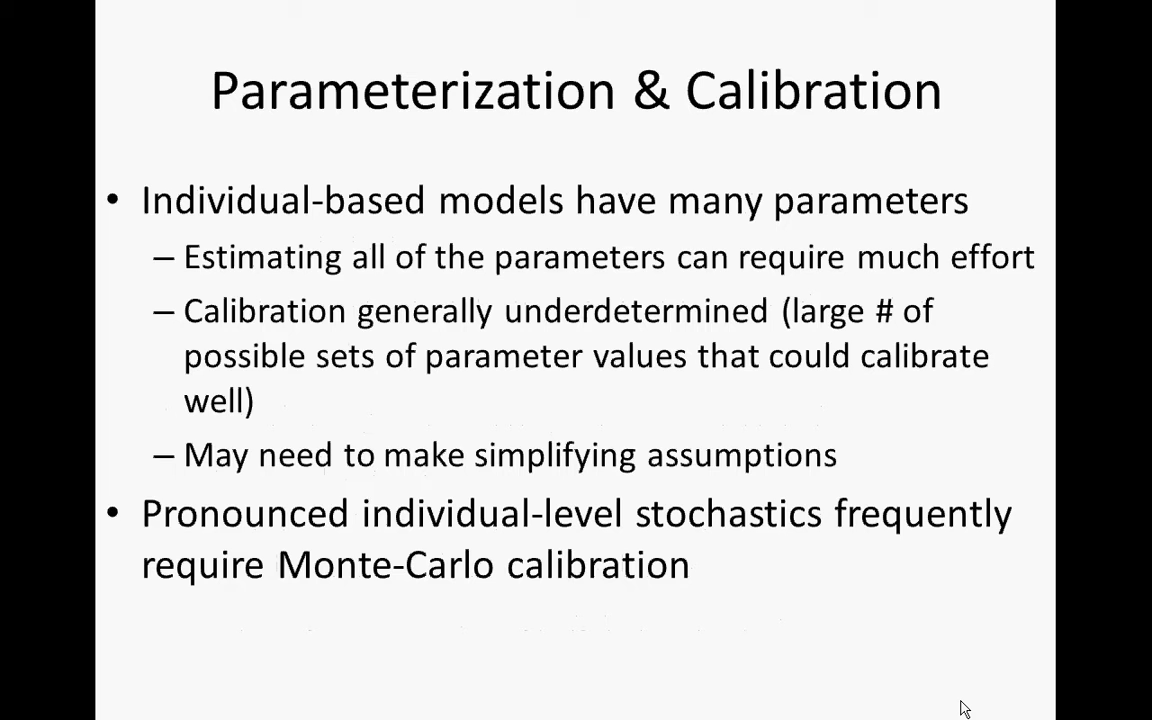 Parameterization & Calibration
• Individual-based models have many parameters
– Estimating all of the parameters can require much effort
– Calibration generally underdetermined (large # of
possible sets of parameter values that could calibrate
well)
– May need to make simplifying assumptions
• Pronounced individual-level stochastics frequently
require Monte-Carlo calibration